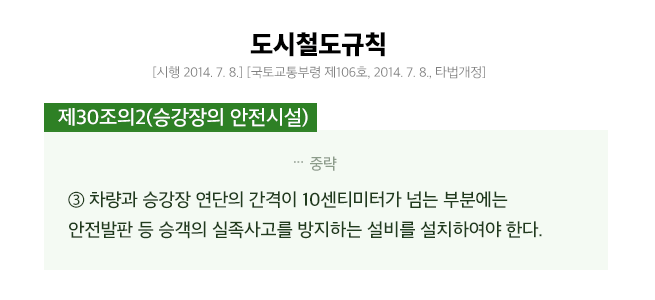 도시철도규칙
[시행 2014. 7. 8.] [국토교통부령 제106호, 2014. 7. 8., 타법개정]
제30조의2(승강장의 안전시설)
··· 중략
③ 차량과 승강장 연단의 간격이 10센티미터가 넘는 부분에는
안전발판 등 승객의 실족사고를 방지하는 설비를 설치하여야 한다.